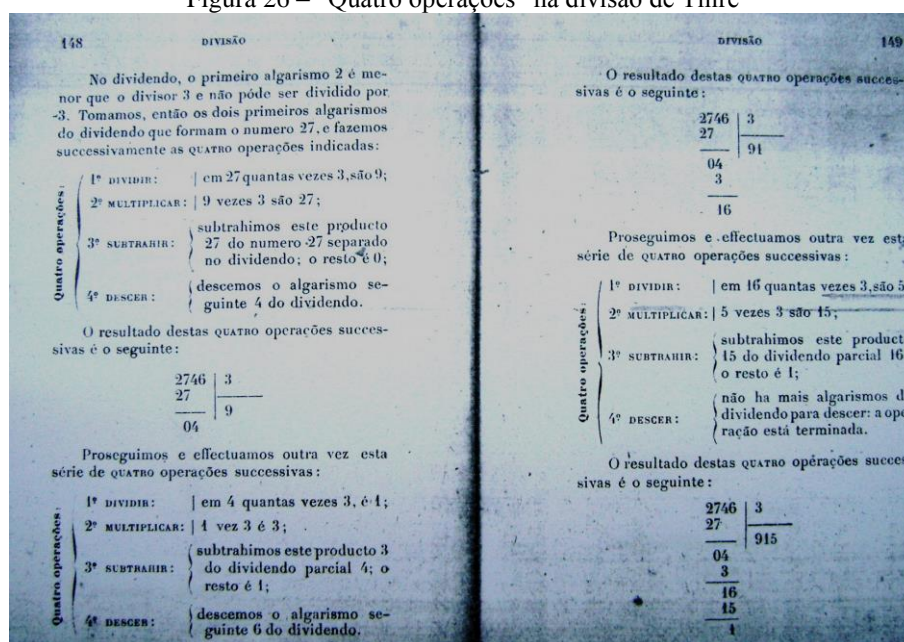 Figura 26 – "Quatro operações" na divisão de Thiré
148 DIVISÃO
No dividendo, o primeiro algarismo 2 é me-
nor que o divisor 3 e não póde ser dividido por
3. Tomamos, então os dois primeiros algarismos
do dividendo que formam o numero 27, e fazemos
successivamente as QUATRO operações indicadas:
Quatro operações:
1º DIVIDIR: | em 27 quantas vezes 3, são 9;
2º MULTIPLICAR: | 9 vezes 3 são 27;
subtrahimos este producto
3º SUBTRAHIR: 27 do numero 27 separado
no dividendo; o resto é 0;
4º DESCER: descemos o algarismo se-
guinte 4 do dividendo.
O resultado destas QUATRO operações succes-
sivas é o seguinte:
2746 | 3
27
9
04
Proseguimos e effectuamos outra vez esta
série de QUATRO operações successivas:
Quatro operações:
1º DIVIDIR: | em 4 quantas vezes 3, é 1;
2º MULTIPLICAR: | 1 vez 3 é 3;
subtrahimos este producto 3
3º SUBTRAHIR: do dividendo parcial 4; o
resto é 1;
4º DESCER: descemos o algarismo se-
guinte 6 do dividendo.
DIVISÃO 149
O resultado destas QUATRO operações succes-
sivas é o seguinte:
2746 | 3
27
91
04
3
16
Proseguimos e effectuamos outra vez est
série de QUATRO operações successivas:
Quatro operações:
1º DIVIDIR: | em 16 quantas vezes 3, são 5
2º MULTIPLICAR: | 5 vezes 3 são 15;
subtrahimos este product
3º SUBTRAHIR: 15 do dividendo parcial 16
o resto é 1;
não ha mais algarismos d
4º DESCER: dividendo para descer: a ope
ração está terminada.
O resultado destas QUATRO operações succes
sivas é o seguinte:
2746 | 3
27
915
04
3
16
15
1